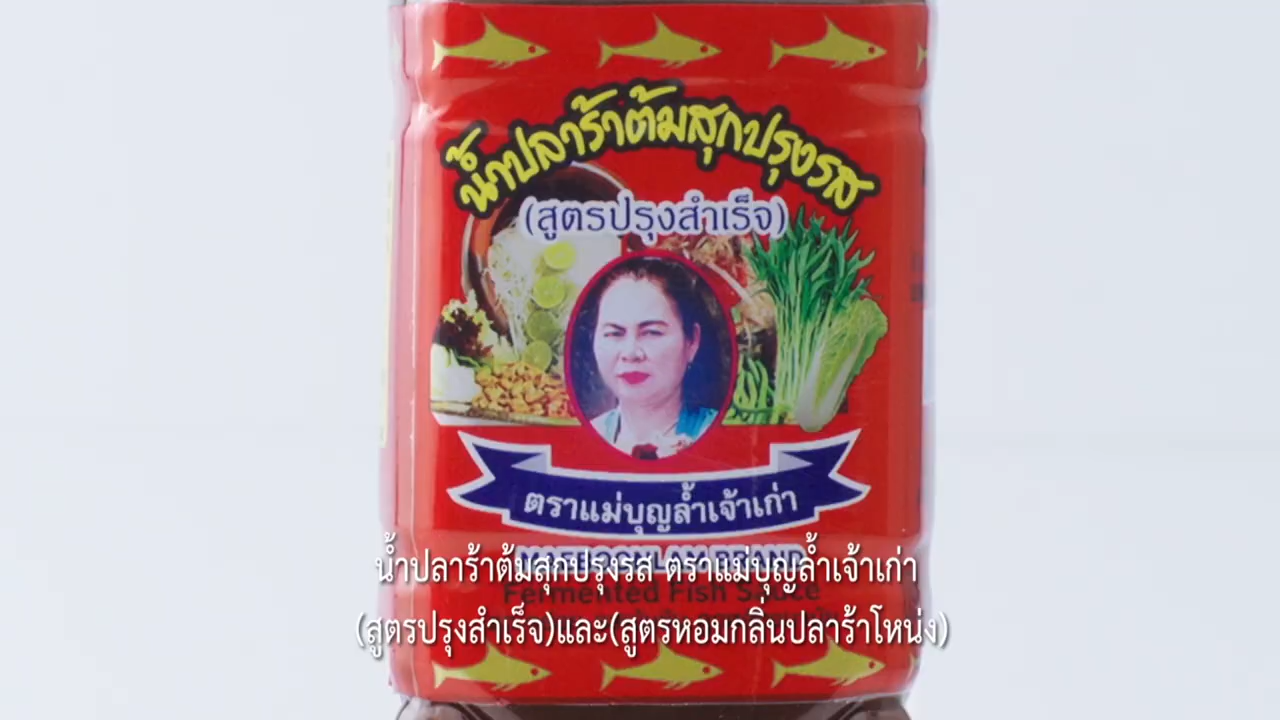 น้ำปลาร้าต้มสุกปรุงรส
(สูตรปรุงสำเร็จ)
ตราแม่บุญล้ำเจ้าเก่า
MAEBOONLAM BRAND
Fermented Fish Sauce
น้ำปลาร้าต้มสุกปรุงรส ตราแม่บุญล้ำเจ้าเก่า
(สูตรปรุงสำเร็จ)และ(สูตรหอมกลิ่นปลาร้าโหน่ง)